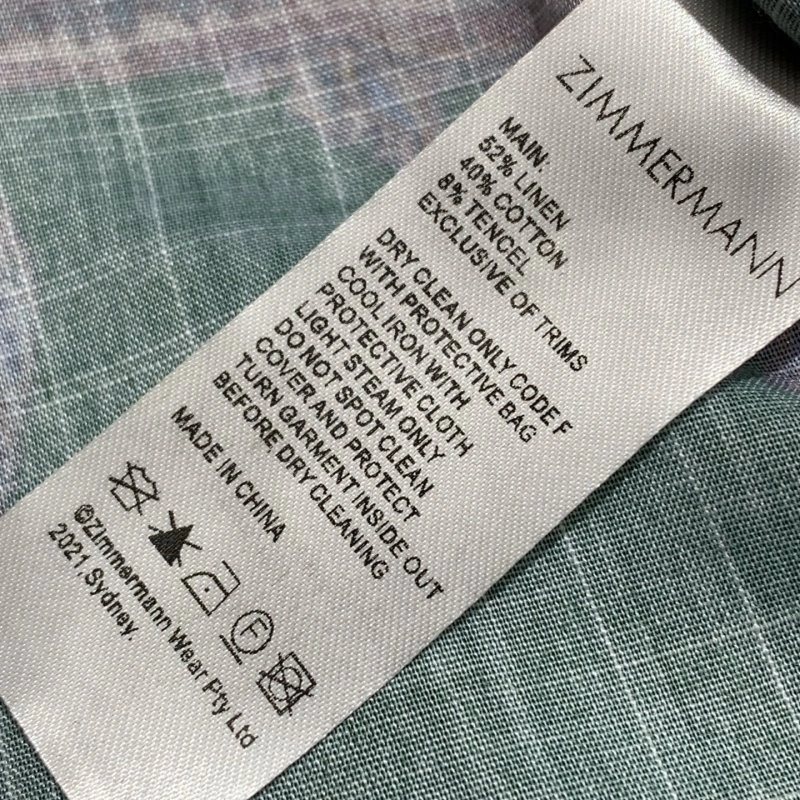 ZIMMERMANN
MAIN:
52% LINEN
40% COTTON
8% TENCEL
EXCLUSIVE OF TRIMS
DRY CLEAN ONLY CODE F
WITH PROTECTIVE BAG
COOL IRON WITH
PROTECTIVE CLOTH
LIGHT STEAM ONLY
DO NOT SPOT CLEAN
COVER AND PROTECT
TURN GARMENT INSIDE OUT
BEFORE DRY CLEANING
MADE IN CHINA
F
©Zimmermann Wear Pty Ltd
2021. Sydney.